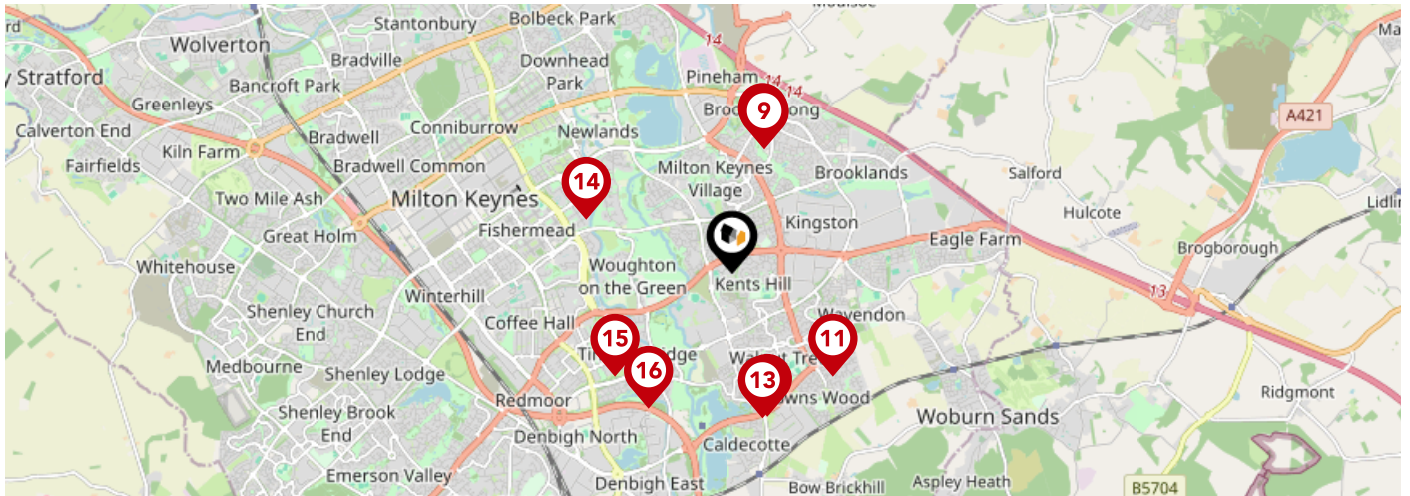 Stantonbury
Bolbeck Park
14
Wolverton
Bradville
Downhead
Park
y Stratford
Bancroft Park
Pineham
14
14
Greenleys
9
A421
Calverton End
Bradwell
Conniburrow
Newlands
Kiln Farm
Fairfields
Bradwell Common
Milton Keynes
Village
Brooklands
Salford
14
Two Mile Ash
Milton Keynes
Hulcote
Great Holm
Fishermead
Kingston
Eagle Farm
Brogborough
Whitehouse
Woughton
on the Green
Kents Hill
13
Winterhill
Shenley Church
End
Coffee Hall
Wavendon
15
11
Medbourne
Shenley Lodge
16
13
Redmoor
Ridgmont
Shenley Brook
End
Woburn Sands
Denbigh North
Caldecotte
Emerson Valley
Denbigh East
Bow Brickhill
Aspley Heath
B5704